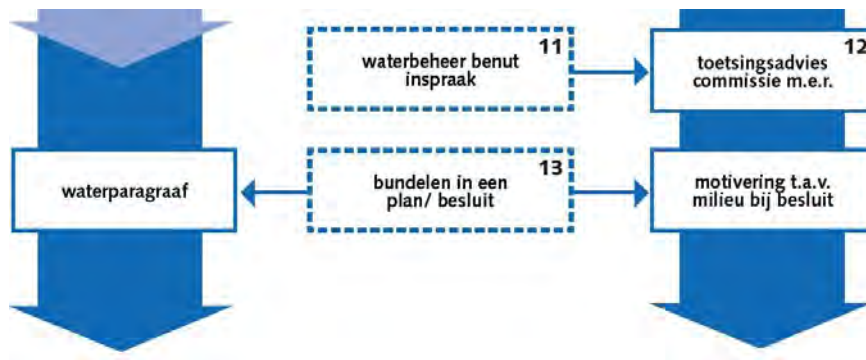 11
waterbeheer benut
inspraak
12
toetsingsadvies
commissie m.e.r.
waterparagraaf
13
bundelen in een
plan/ besluit
motivering t.a.v.
milieu bij besluit